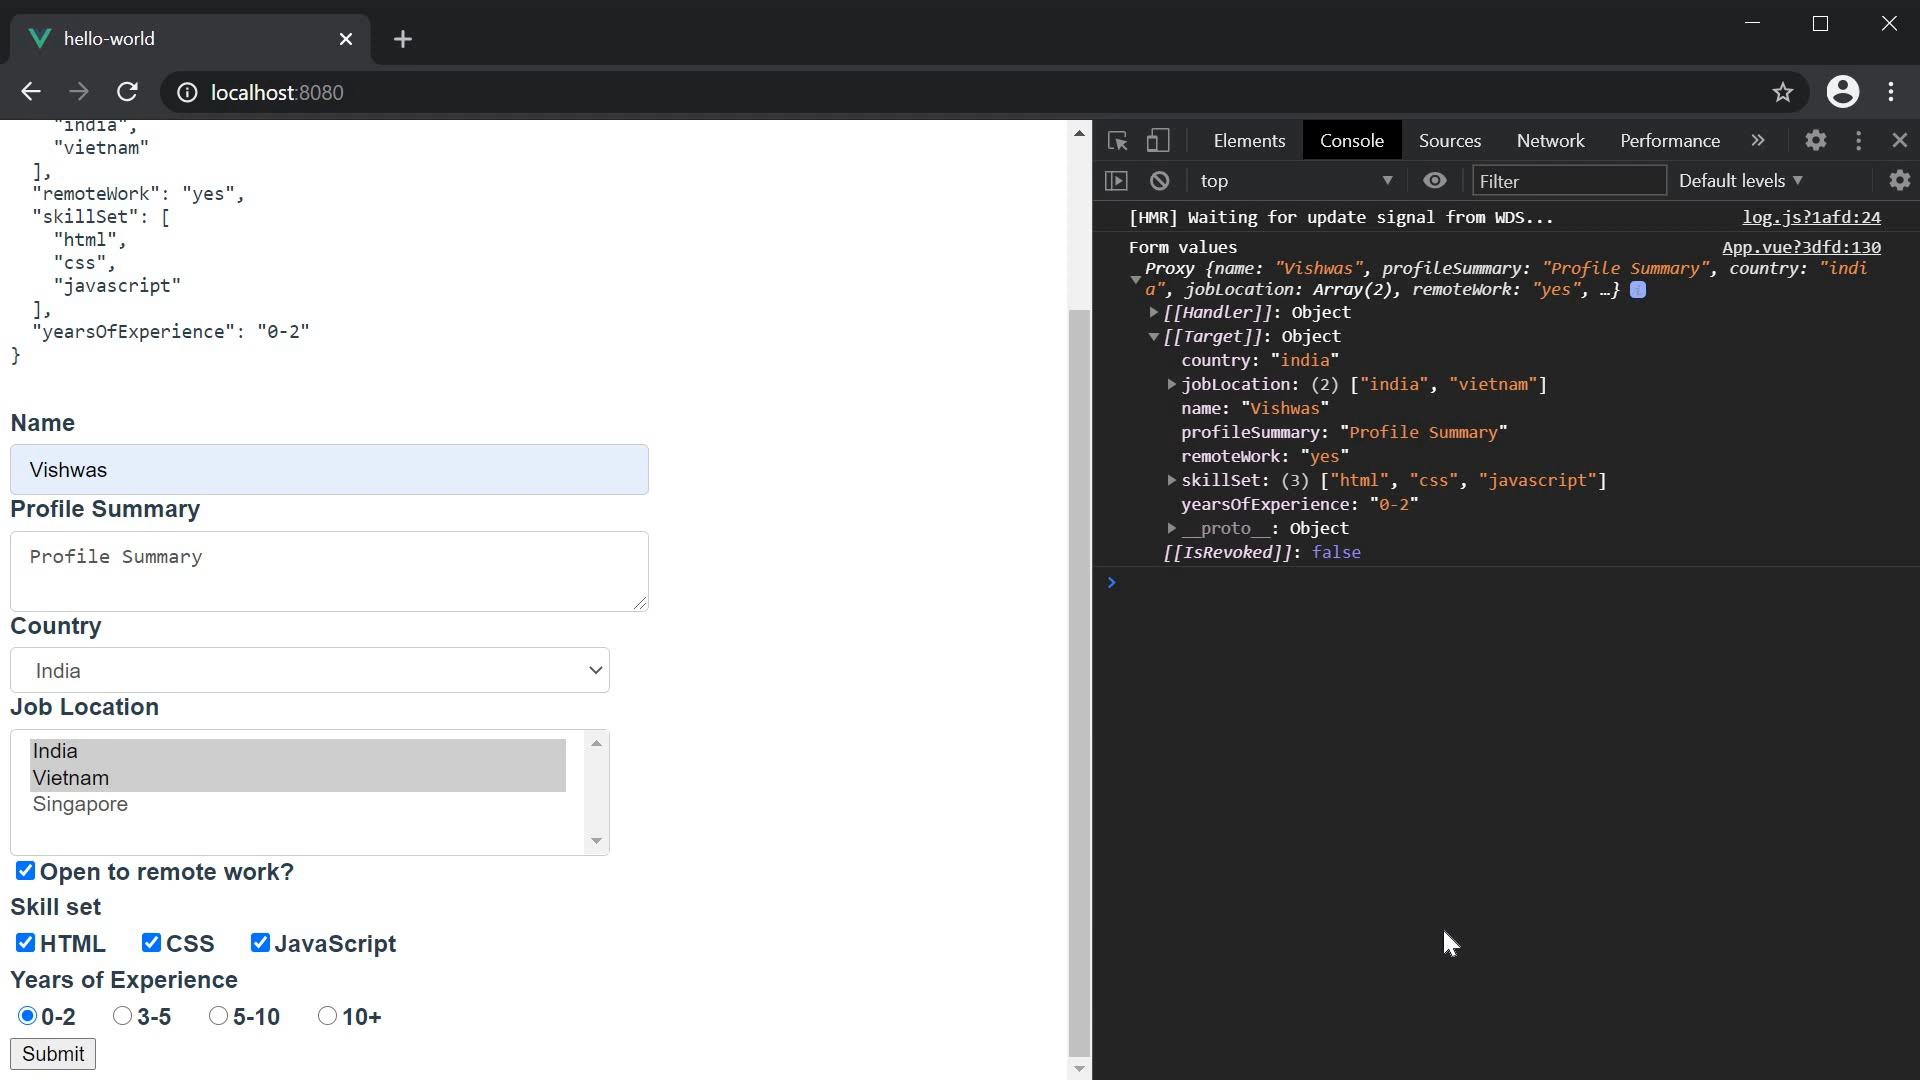 hello-world
localhost:8080
"india",
"vietnam"
],
"remoteWork": "yes",
"skillSet": [
"html",
"css",
"javascript"
],
"yearsOfExperience": "0-2"
}
Name
Vishwas
Profile Summary
Profile Summary
Country
India
Job Location
India
Vietnam
Singapore
Open to remote work?
Skill set
HTML CSS JavaScript
Years of Experience
0-2 3-5 5-10 10+
Submit
Elements Console Sources Network Performance »
top Filter Default levels
[HMR] Waiting for update signal from WDS... log.js?1afd:24
Form values App.vue?3dfd:130
Proxy {name: "Vishwas", profileSummary: "Profile Summary", country: "indi
a", jobLocation: Array(2), remoteWork: "yes", …}
[[Handler]]: Object
[[Target]]: Object
country: "india"
jobLocation: (2) ["india", "vietnam"]
name: "Vishwas"
profileSummary: "Profile Summary"
remoteWork: "yes"
skillSet: (3) ["html", "css", "javascript"]
yearsOfExperience: "0-2"
__proto__: Object
[[IsRevoked]]: false